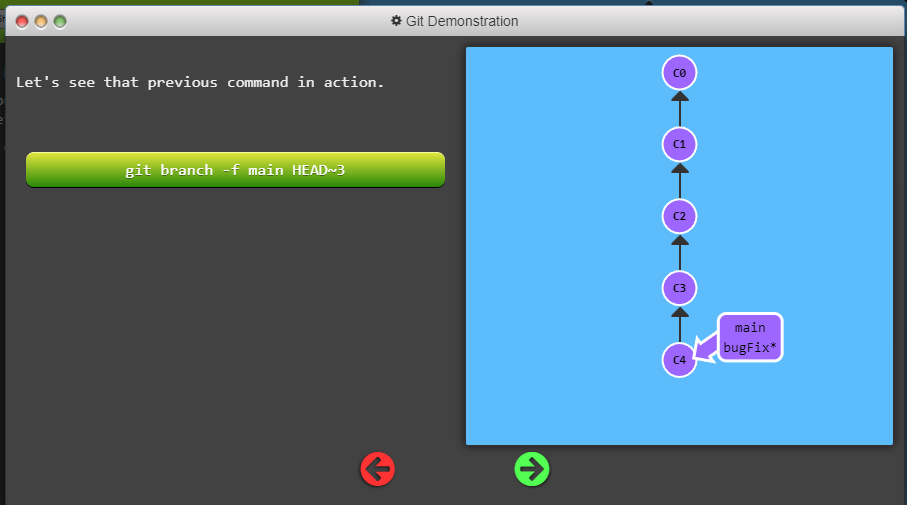 Git Demonstration
Let's see that previous command in action.
git branch -f main HEAD~3
C0
C1
C2
C3
main
bugFix*
C4